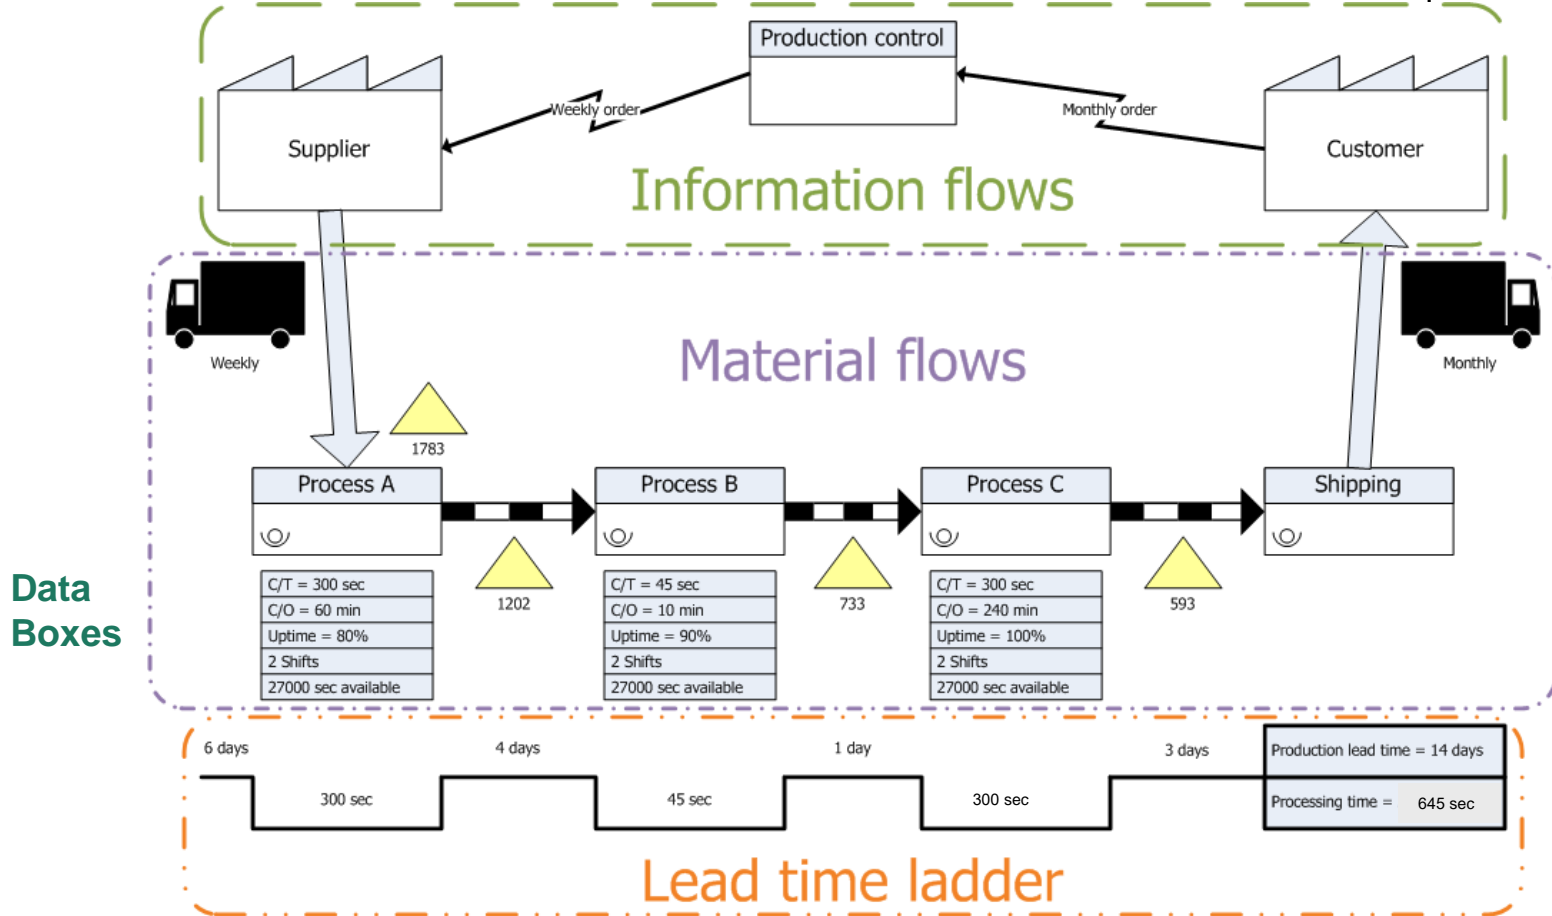 Production control
Weekly order
Monthly order
Supplier
Customer
Information flows
Weekly
Material flows
Monthly
1783
Process A
Process B
Process C
Shipping
1202
733
593
Data
Boxes
C/T = 300 sec
C/O = 60 min
Uptime = 80%
2 Shifts
27000 sec available
C/T = 45 sec
C/O = 10 min
Uptime = 90%
2 Shifts
27000 sec available
C/T = 300 sec
C/O = 240 min
Uptime = 100%
2 Shifts
27000 sec available
6 days
4 days
1 day
3 days
Production lead time = 14 days
300 sec
45 sec
300 sec
Processing time = 645 sec
Lead time ladder